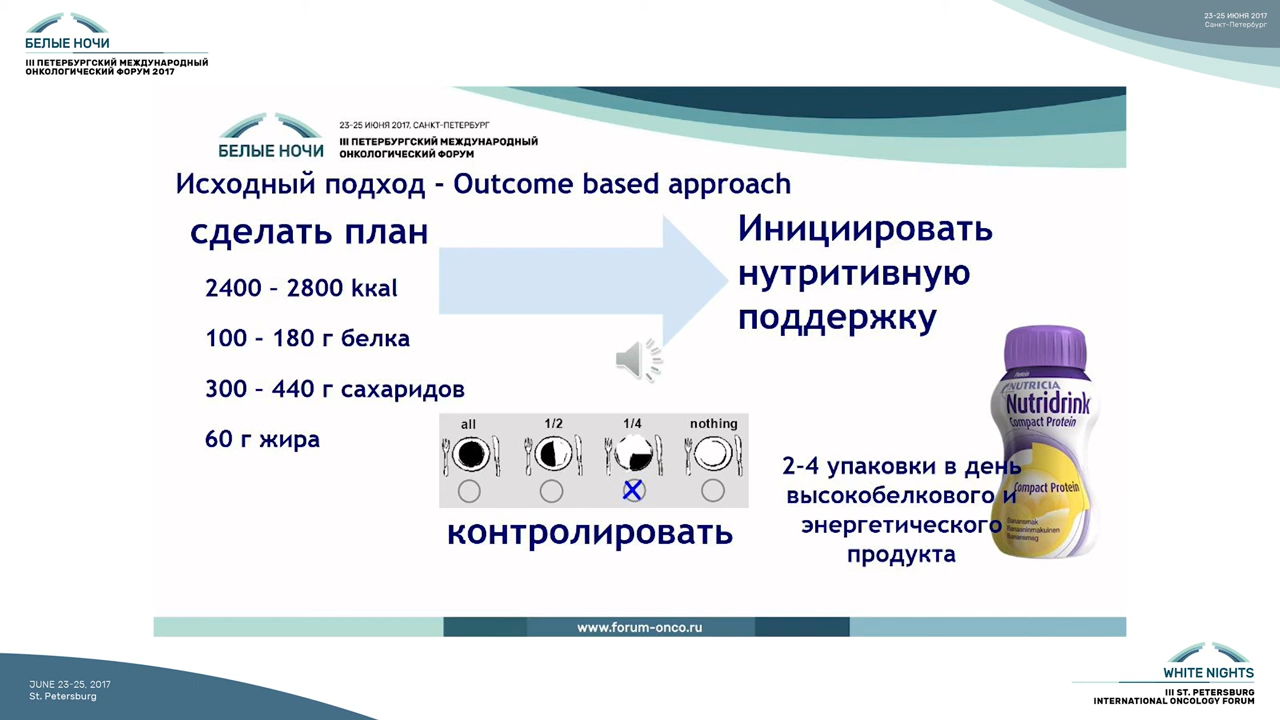 БЕЛЫЕ НОЧИ
III ПЕТЕРБУРГСКИЙ МЕЖДУНАРОДНЫЙ
ОНКОЛОГИЧЕСКИЙ ФОРУМ 2017
23-25 ИЮНЯ 2017
Санкт-Петербург
БЕЛЫЕ НОЧИ
23-25 ИЮНЯ 2017, САНКТ-ПЕТЕРБУРГ
III ПЕТЕРБУРГСКИЙ МЕЖДУНАРОДНЫЙ
ОНКОЛОГИЧЕСКИЙ ФОРУМ
Исходный подход - Outcome based approach
сделать план
2400 – 2800 kкаl
100 – 180 г белка
300 – 440 г сахаридов
60 г жира
Инициировать
нутритивную
поддержку
all 1/2 1/4 nothing
контролировать
NUTRICIA
Nutridrink
Compact Protein
Compact Protein
2-4 упаковки в день
высокобелкового и
энергетического
продукта
www.forum-onco.ru
JUNE 23-25, 2017
St. Petersburg
WHITE NIGHTS
III ST. PETERSBURG
INTERNATIONAL ONCOLOGY FORUM